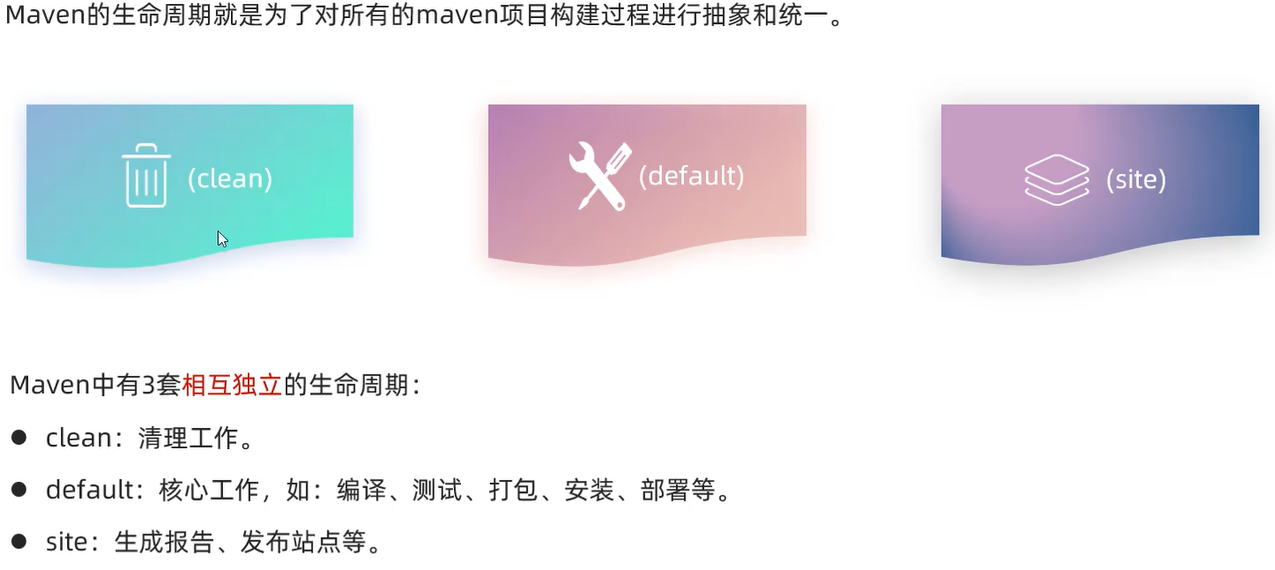 Maven的生命周期就是为了对所有的maven项目构建过程进行抽象和统一。
(clean)
(default)
(site)
Maven中有3套相互独立的生命周期：
● clean：清理工作。
● default：核心工作，如：编译、测试、打包、安装、部署等。
● site：生成报告、发布站点等。